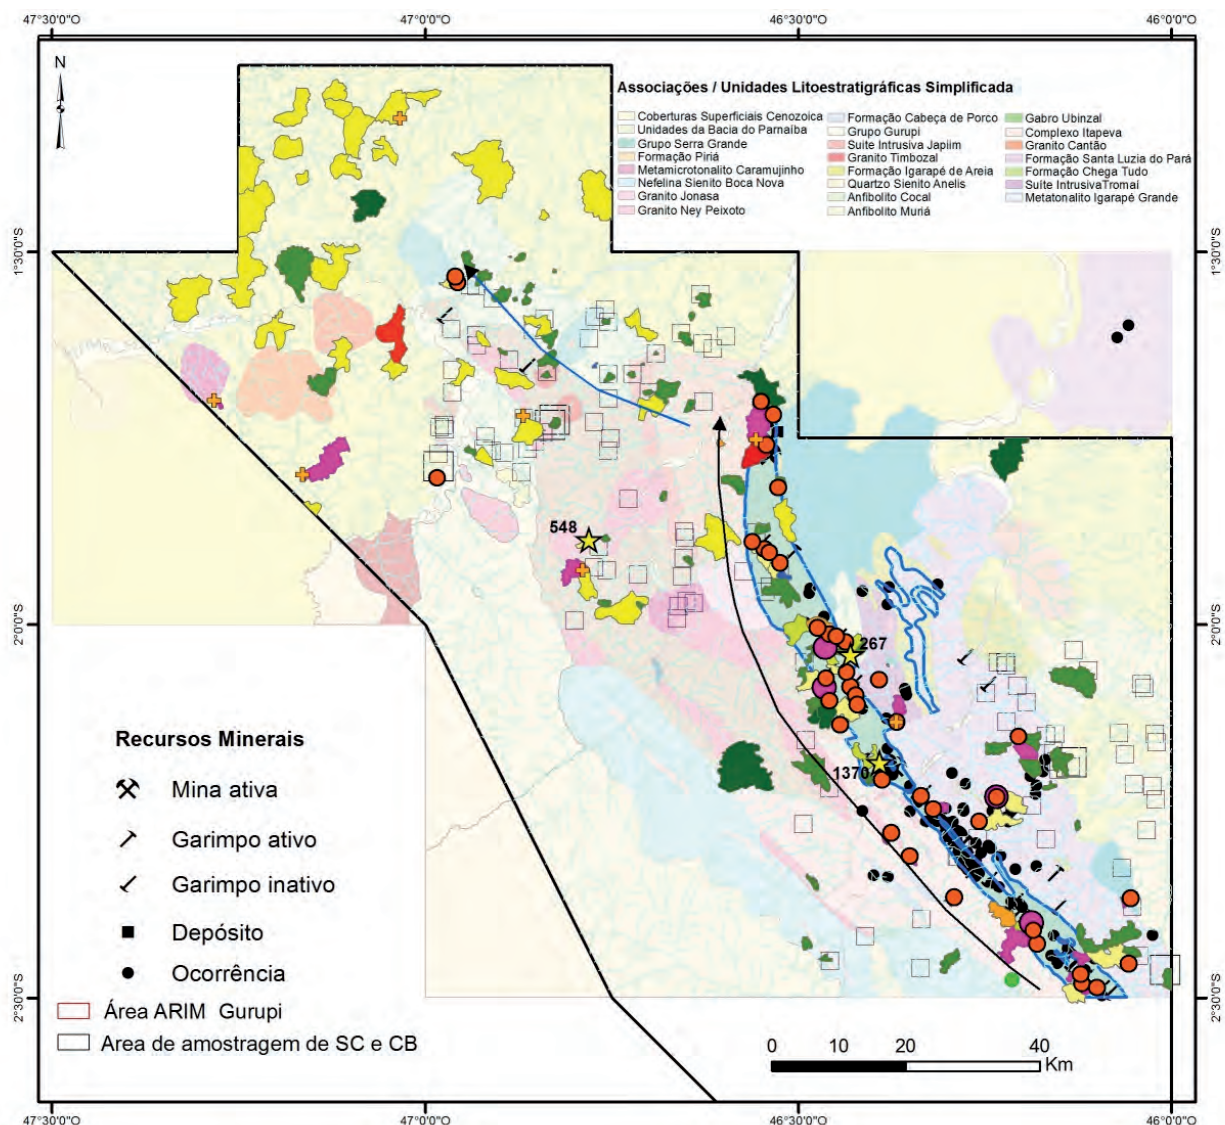 47°30'0"O 47°0'0"O 46°30'0"O 46°0'0"O
N
Associações / Unidades Litoestratigráficas Simplificada
Coberturas Superficiais Cenozoica
Unidades da Bacia do Parnaíba
Grupo Serra Grande
Formação Piriá
Metamicrotonalito Caramujinho
Nefelina Sienito Boca Nova
Granito Jonasa
Granito Ney Peixoto
Formação Cabeça de Porco
Grupo Gurupi
Suite Intrusiva Japiim
Granito Timbozal
Formação Igarapé de Areia
Quartzo Sienito Anelis
Anfibolito Cocal
Anfibolito Muriá
Gabro Ubinzal
Complexo Itapeva
Granito Cantão
Formação Santa Luzia do Pará
Formação Chega Tudo
Suíte IntrusivaTromaí
Metatonalito Igarapé Grande
1°30'0"S 1°30'0"S
548
2°0'0"S 2°0'0"S
267
1370
Recursos Minerais
Mina ativa
Garimpo ativo
Garimpo inativo
Depósito
Ocorrência
2°30'0"S 2°30'0"S
Área ARIM Gurupi
Area de amostragem de SC e CB
0 10 20 40
Km
47°30'0"O 47°0'0"O 46°30'0"O 46°0'0"O